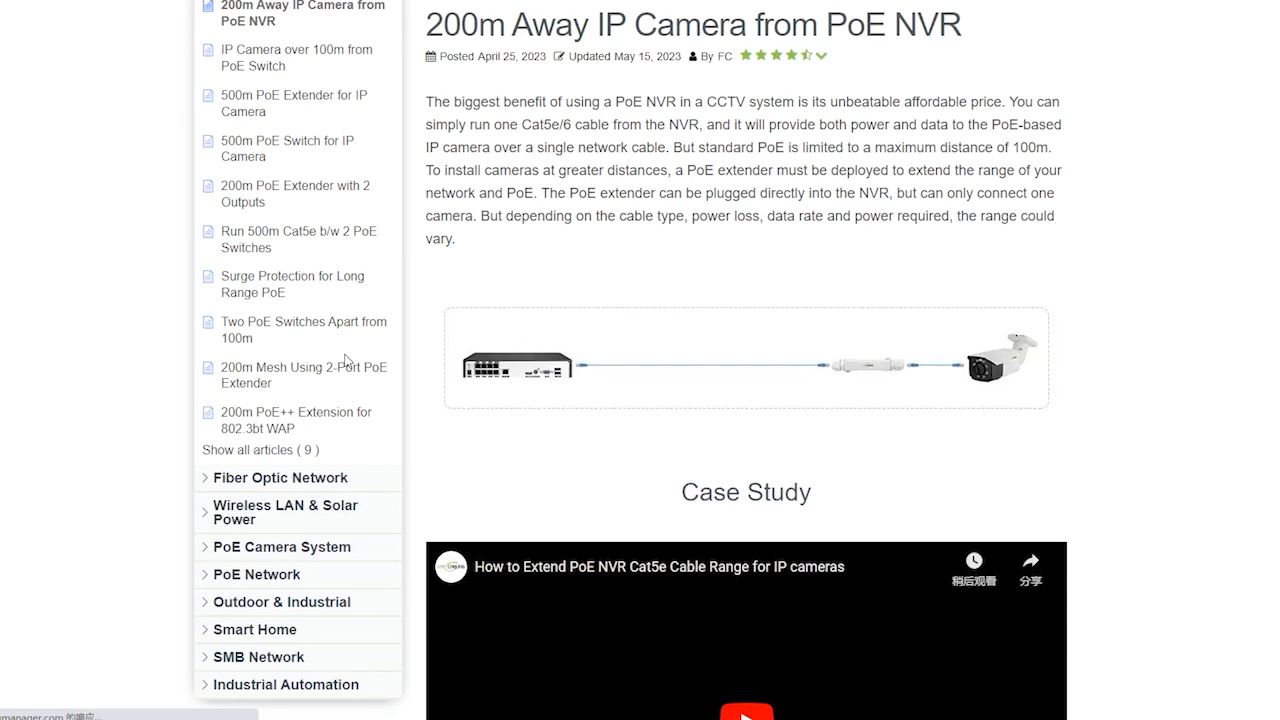 200m Away IP Camera from
PoE NVR
IP Camera over 100m from
PoE Switch
500m PoE Extender for IP
Camera
500m PoE Switch for IP
Camera
200m PoE Extender with 2
Outputs
Run 500m Cat5e b/w 2 PoE
Switches
Surge Protection for Long
Range PoE
Two PoE Switches Apart from
100m
200m Mesh Using 2-Port PoE
Extender
200m PoE++ Extension for
802.3bt WAP
Show all articles ( 9 )
Fiber Optic Network
Wireless LAN & Solar
Power
PoE Camera System
PoE Network
Outdoor & Industrial
Smart Home
SMB Network
Industrial Automation
200m Away IP Camera from PoE NVR
Posted April 25, 2023 Updated May 15, 2023 By FC
The biggest benefit of using a PoE NVR in a CCTV system is its unbeatable affordable price. You can
simply run one Cat5e/6 cable from the NVR, and it will provide both power and data to the PoE-based
IP camera over a single network cable. But standard PoE is limited to a maximum distance of 100m.
To install cameras at greater distances, a PoE extender must be deployed to extend the range of your
network and PoE. The PoE extender can be plugged directly into the NVR, but can only connect one
camera. But depending on the cable type, power loss, data rate and power required, the range could
vary.
Case Study
How to Extend PoE NVR Cat5e Cable Range for IP cameras
稍后观看 分享